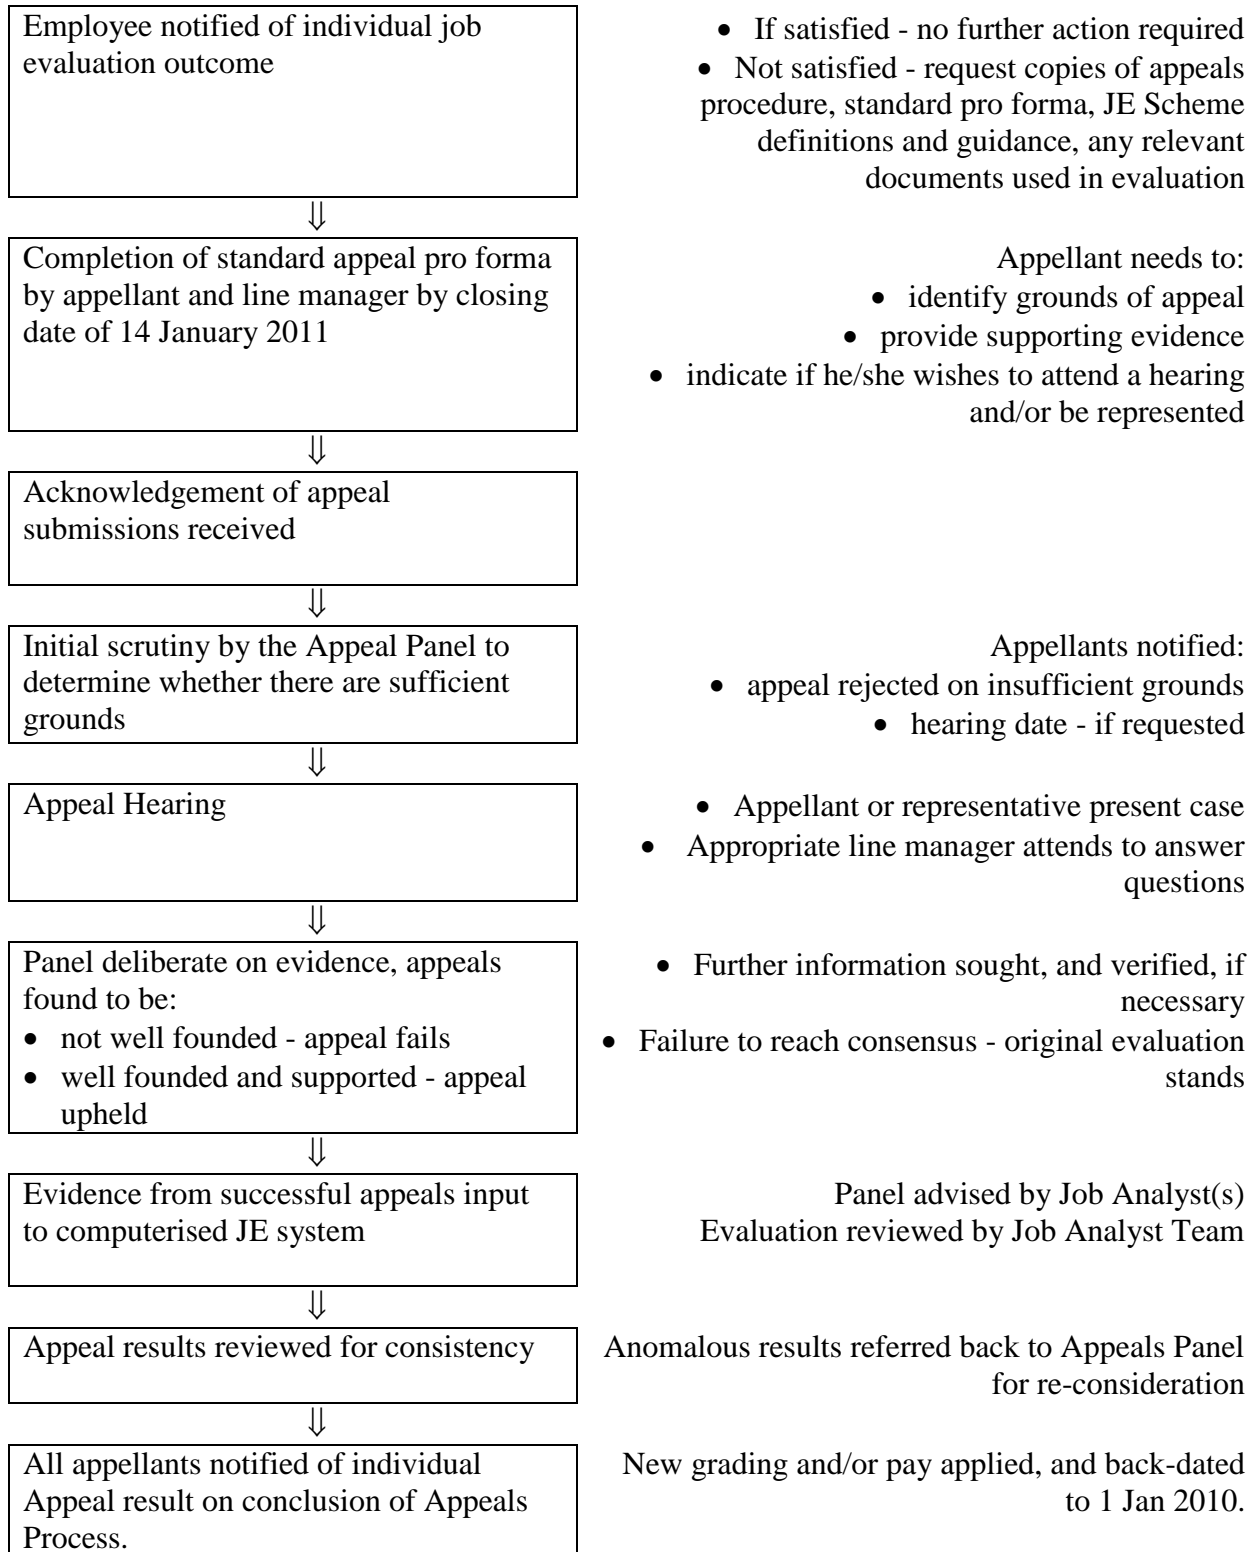 Employee notified of individual job
evaluation outcome
• If satisfied - no further action required
• Not satisfied - request copies of appeals
procedure, standard pro forma, JE Scheme
definitions and guidance, any relevant
documents used in evaluation
⇓
Completion of standard appeal pro forma
by appellant and line manager by closing
date of 14 January 2011
Appellant needs to:
• identify grounds of appeal
• provide supporting evidence
• indicate if he/she wishes to attend a hearing
and/or be represented
⇓
Acknowledgement of appeal
submissions received
⇓
Initial scrutiny by the Appeal Panel to
determine whether there are sufficient
grounds
Appellants notified:
• appeal rejected on insufficient grounds
• hearing date - if requested
⇓
Appeal Hearing
• Appellant or representative present case
• Appropriate line manager attends to answer
questions
⇓
Panel deliberate on evidence, appeals
found to be:
• not well founded - appeal fails
• well founded and supported - appeal
upheld
• Further information sought, and verified, if
necessary
• Failure to reach consensus - original evaluation
stands
⇓
Evidence from successful appeals input
to computerised JE system
Panel advised by Job Analyst(s)
Evaluation reviewed by Job Analyst Team
⇓
Appeal results reviewed for consistency
Anomalous results referred back to Appeals Panel
for re-consideration
⇓
All appellants notified of individual
Appeal result on conclusion of Appeals
Process.
New grading and/or pay applied, and back-dated
to 1 Jan 2010.